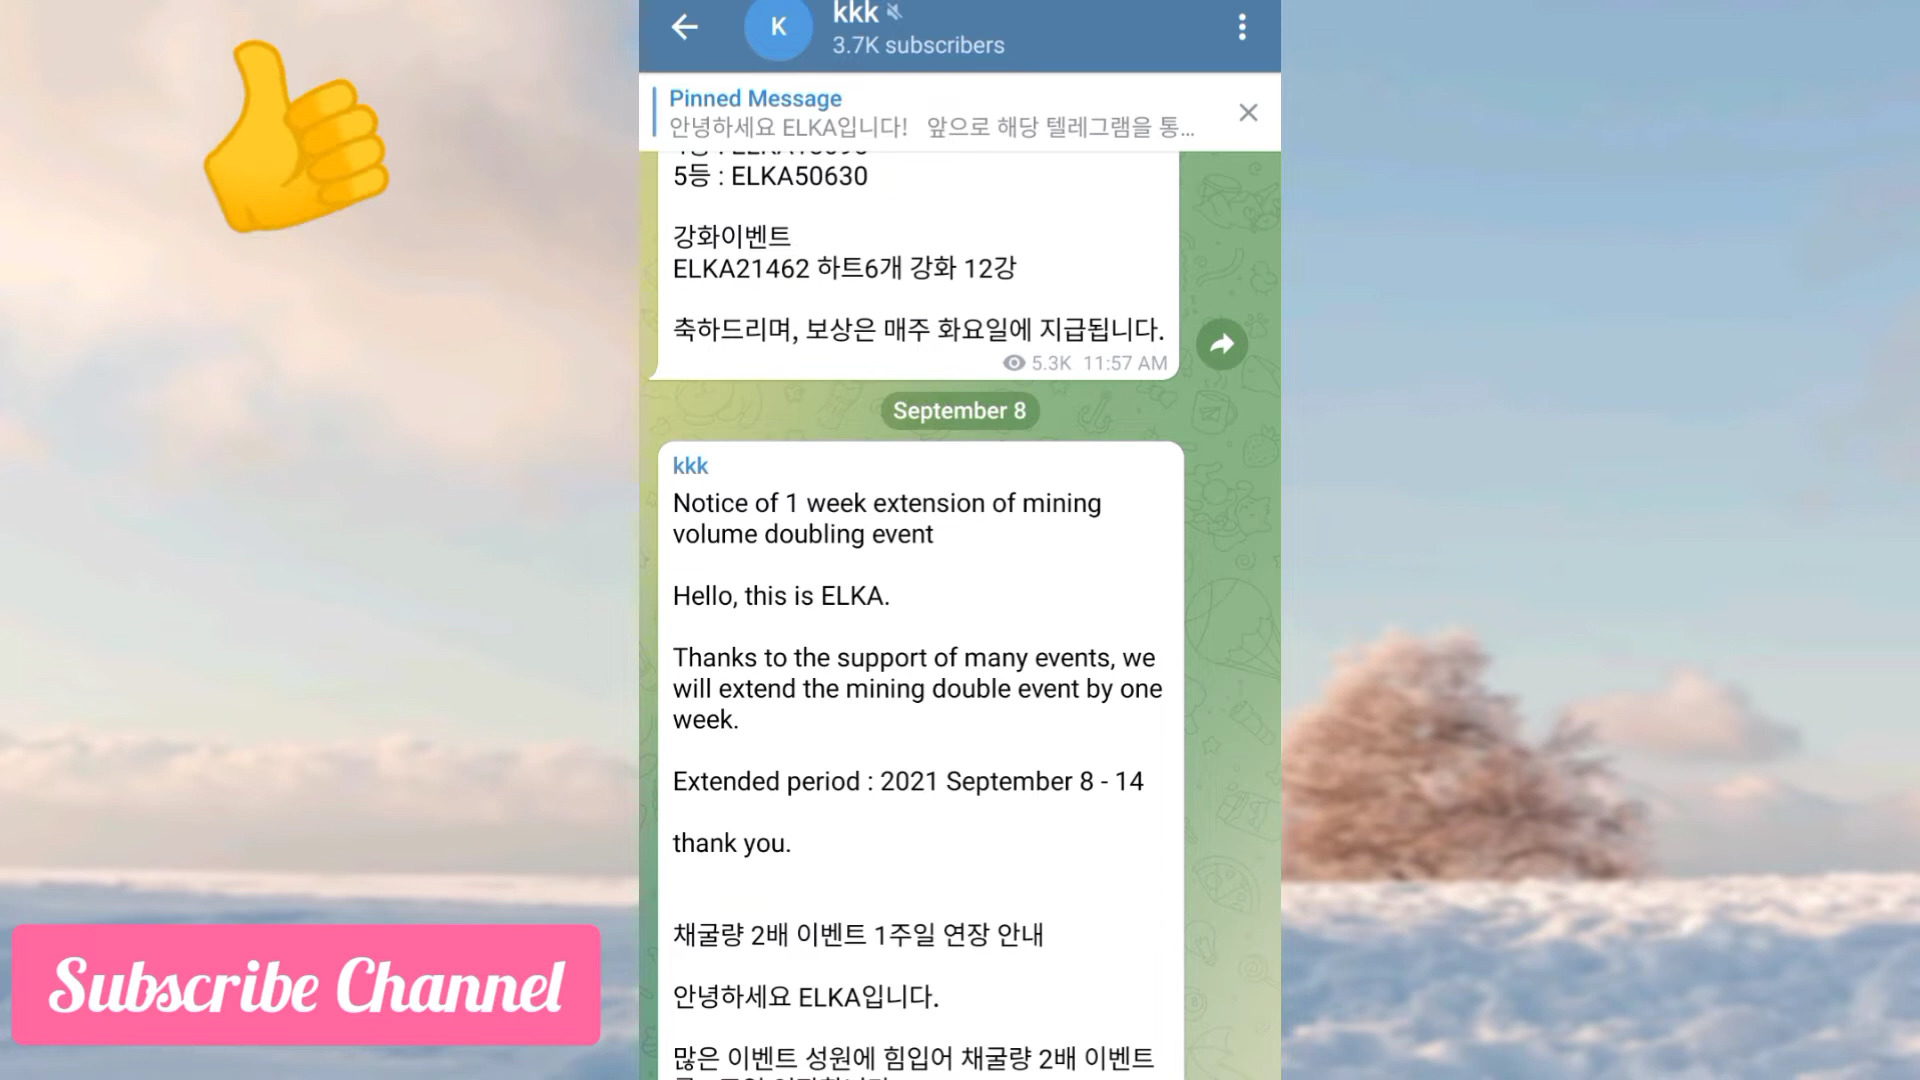 K
kkk
3.7K subscribers
Pinned Message
안녕하세요 ELKA입니다! 앞으로 해당 텔레그램을 통...
5등 : ELKA50630
강화이벤트
ELKA21462 하트6개 강화 12강
축하드리며, 보상은 매주 화요일에 지급됩니다.
5.3K 11:57 AM
September 8
kkk
Notice of 1 week extension of mining
volume doubling event
Hello, this is ELKA.
Thanks to the support of many events, we
will extend the mining double event by one
week.
Extended period : 2021 September 8 - 14
thank you.
채굴량 2배 이벤트 1주일 연장 안내
안녕하세요 ELKA입니다.
많은 이벤트 성원에 힘입어 채굴량 2배 이벤트
Subscribe Channel